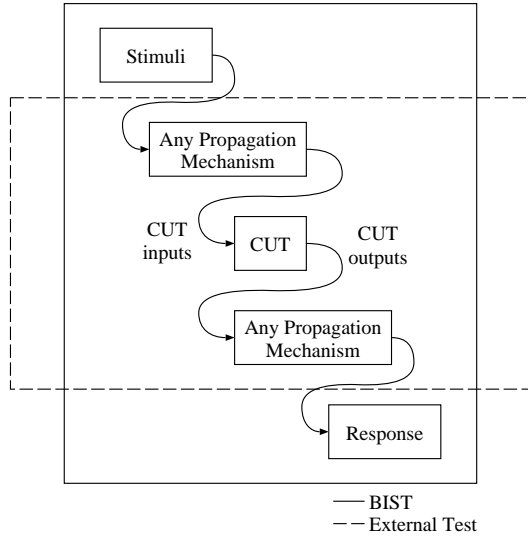 Stimuli
Any Propagation
Mechanism
CUT
inputs
CUT
CUT
outputs
Any Propagation
Mechanism
Response
BIST
External Test